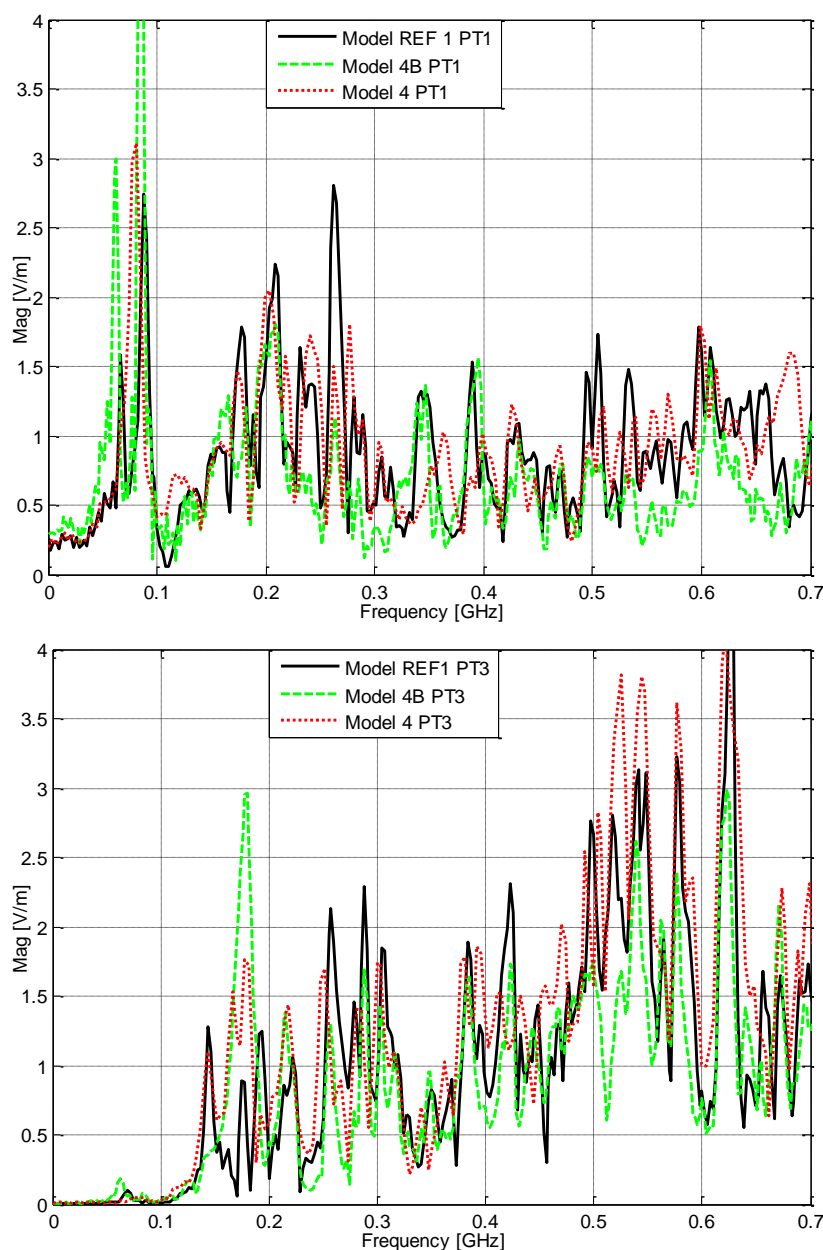 4
3.5
3
2.5
2
1.5
1
0.5
0
Mag [V/m]
Model REF 1 PT1
Model 4B PT1
Model 4 PT1
0 0.1 0.2 0.3 0.4 0.5 0.6 0.7
Frequency [GHz]
4
3.5
3
2.5
2
1.5
1
0.5
0
Mag [V/m]
Model REF1 PT3
Model 4B PT3
Model 4 PT3
0 0.1 0.2 0.3 0.4 0.5 0.6 0.7
Frequency [GHz]